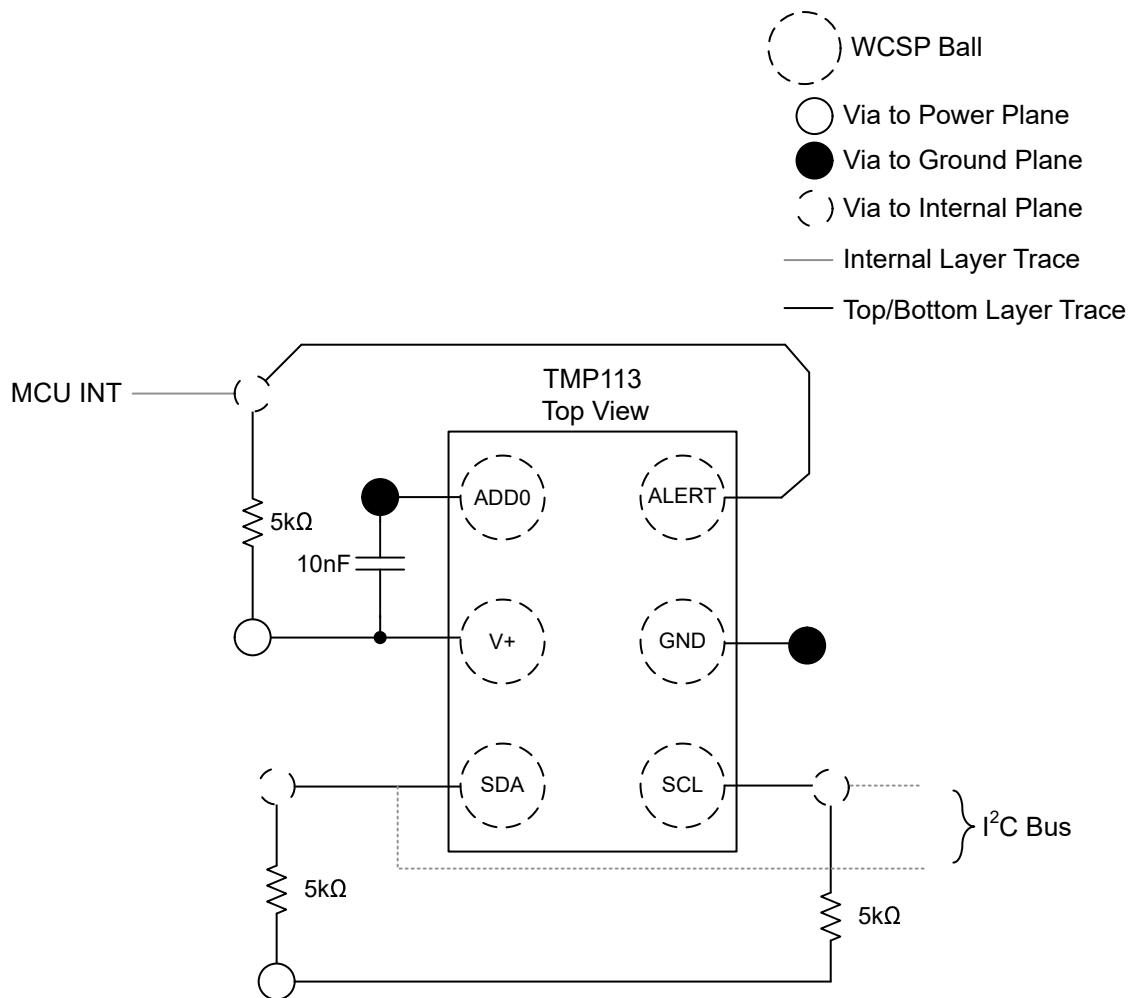 WCSP Ball
Via to Power Plane
Via to Ground Plane
Via to Internal Plane
Internal Layer Trace
Top/Bottom Layer Trace
MCU INT
TMP113
Top View
ADD0
ALERT
5kΩ
10nF
V+
GND
SDA
SCL
I²C Bus
5kΩ
5kΩ